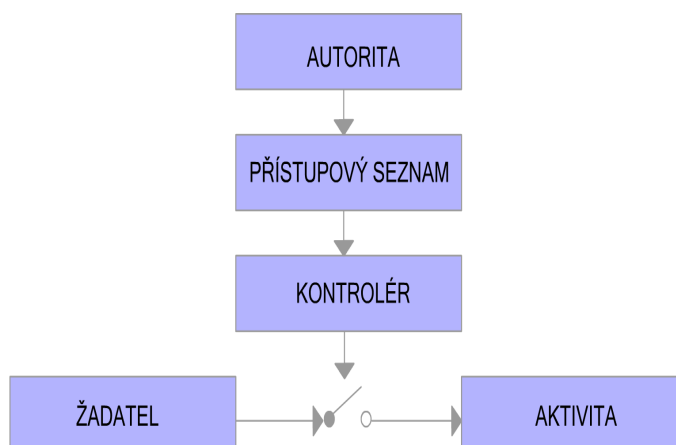 AUTORITA
PŘÍSTUPOVÝ SEZNAM
KONTROLÉR
ŽADATEL
AKTIVITA